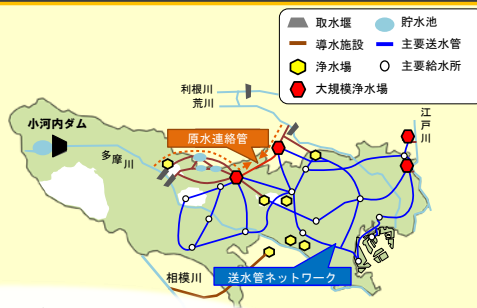 取水堰
貯水池
導水施設
主要送水管
浄水場
主要給水所
大規模浄水場
利根川
荒川
江戸川
小河内ダム
原水連絡管
多摩川
送水管ネットワーク
相模川